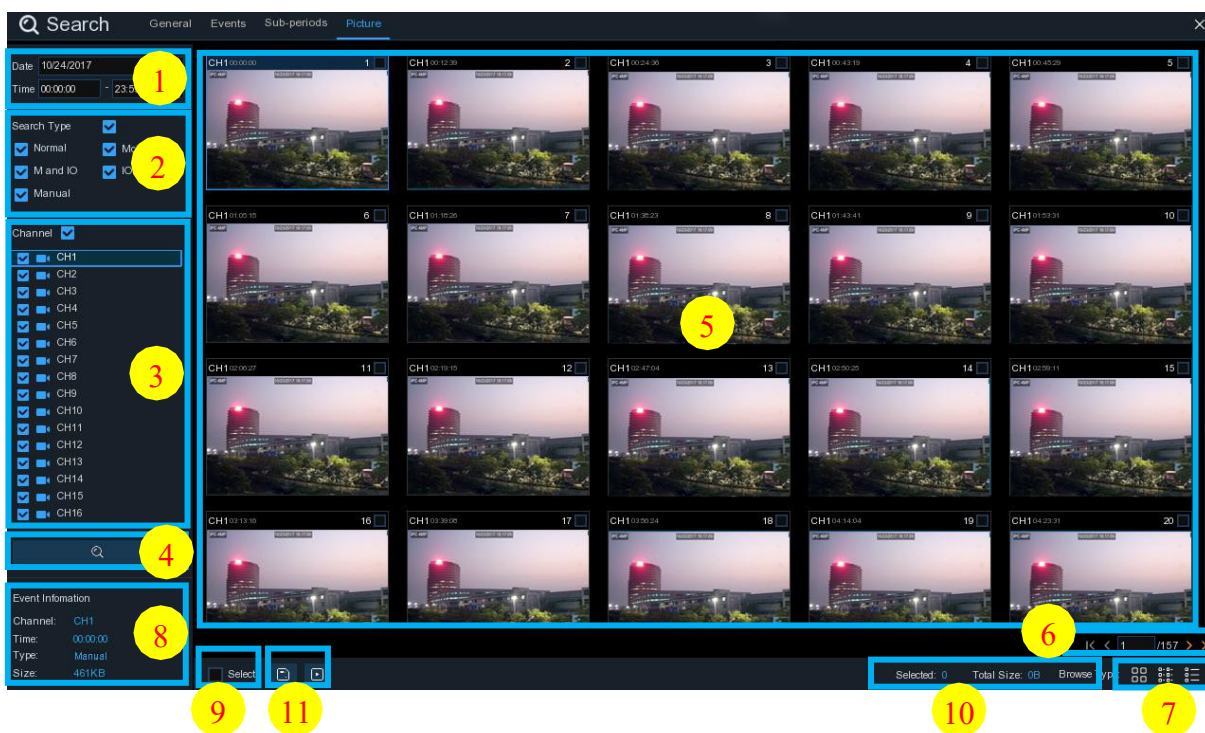 Search General Events Sub-periods Picture
Date 10/24/2017
Time 00:00:00 -
1
Search Type
Normal
M and IO
Manual
2
Channel
CH1
CH2
CH3
CH4
CH5
CH6
CH7
CH8
CH9
CH10
CH11
CH12
CH13
CH14
CH15
CH16
3
4
Event Infomation
Channel: CH1
Time: 00:00:00
Type: Manual
Size: 461KB
8
CH1 00:00:00 1 CH1 00:12:39 2 CH1 00:24:36 3 CH1 00:43:19 4 CH1 00:45:29 5
CH1 01:05:15 6 CH1 01:16:26 7 CH1 01:35:23 8 CH1 01:43:41 9 CH1 01:53:31 10
5
CH1 02:06:27 11 CH1 02:19:15 12 CH1 02:47:04 13 CH1 02:50:25 14 CH1 02:59:11 15
CH1 03:13:16 16 CH1 03:39:06 17 CH1 03:56:24 18 CH1 04:14:04 19 CH1 04:23:31 20
6
1 /157
Select
Selected: 0 Total Size: 0B Browse
9 11 10 7